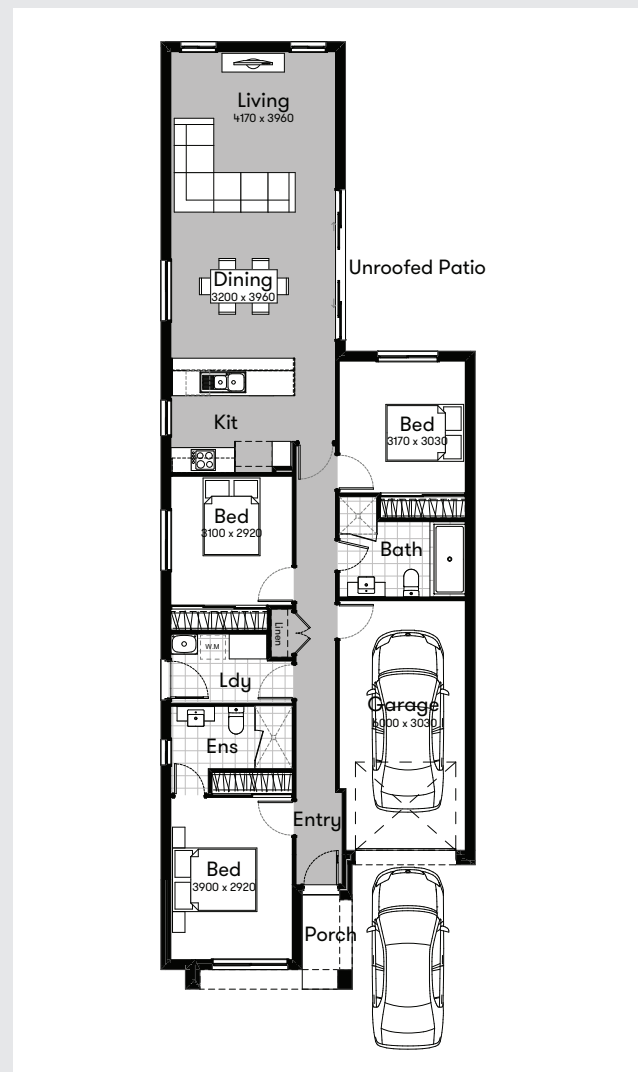 Living
4170 x 3960
Unroofed Patio
Dining
3200 x 3960
Kit
Bed
3170 x 3030
Bed
3100 x 2920
Bath
Linen
W.M
Ldy
Garage
6000 x 3030
Ens
Entry
Bed
3900 x 2920
Porch